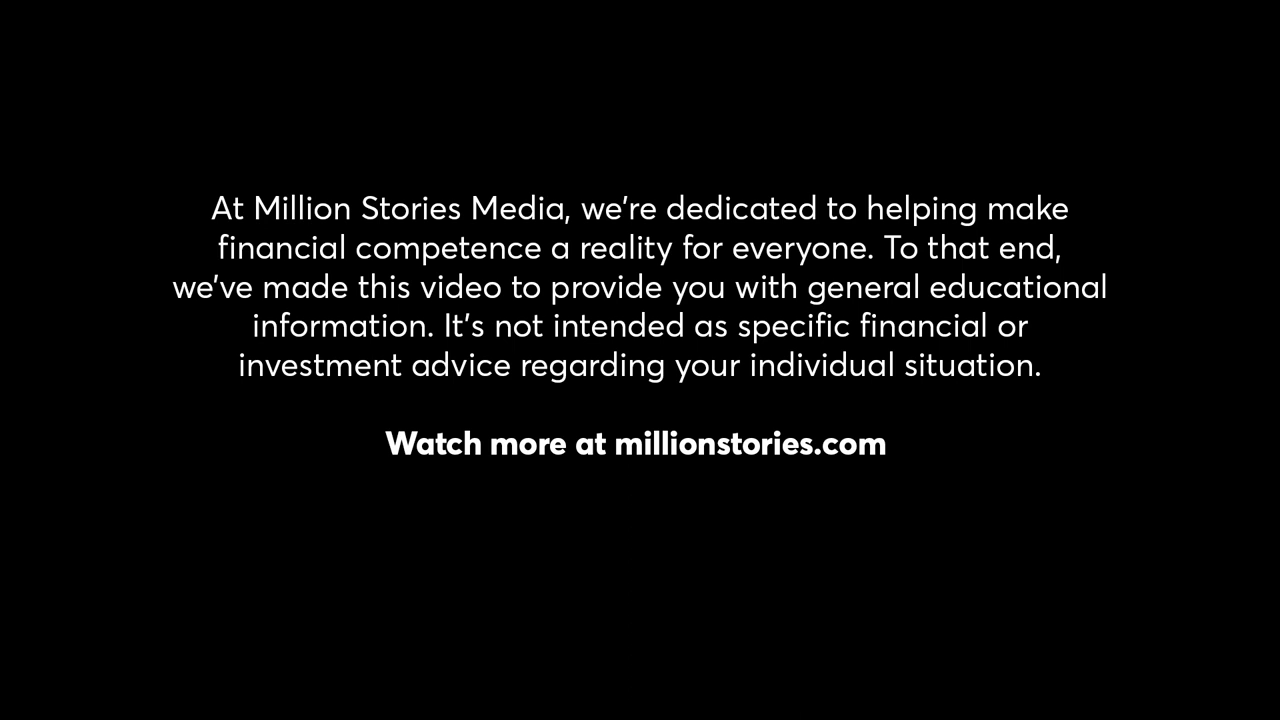 At Million Stories Media, we're dedicated to helping make
financial competence a reality for everyone. To that end,
we've made this video to provide you with general educational
information. It's not intended as specific financial or
investment advice regarding your individual situation.
Watch more at millionstories.com